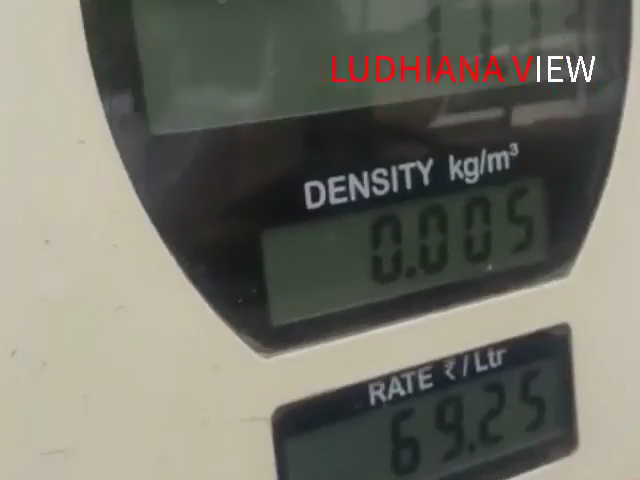 LUDHIANA VIEW
DENSITY kg/m³
0.005
RATE ₹/Ltr
69.25